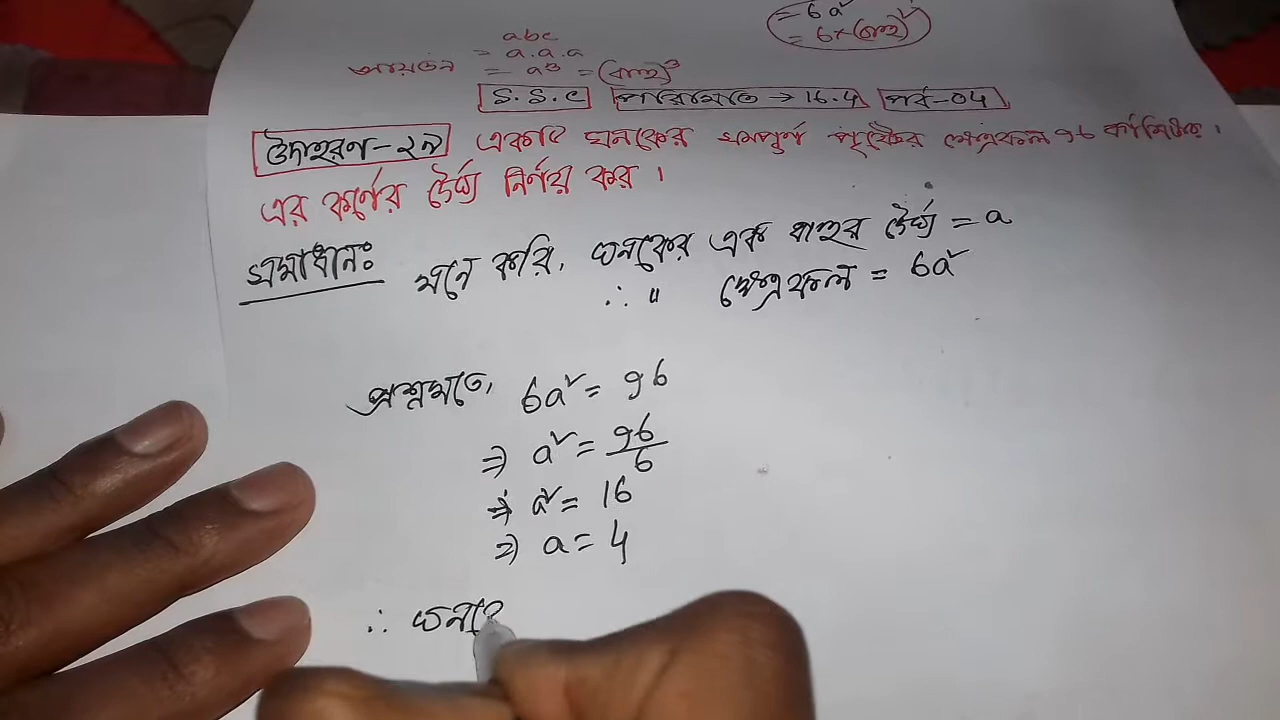 abc
= a.a.a
আয়তন = a³ = (বাহু)³
= 6a²
= 6×(বাহু)²
S.S.C পরিমিতি → 16.4 পর্ব-04
উদাহরণ-২৯ একটি ঘনকের সম্পূর্ণ পৃষ্ঠের ক্ষেত্রফল 96 বর্গমিটার।
এর কর্ণের দৈর্ঘ্য নির্ণয় কর।
সমাধানঃ মনে করি, ঘনকের এক বাহুর দৈর্ঘ্য = a
∴ " ক্ষেত্রফল = 6a²
প্রশ্নমতে, 6a² = 96
⇒ a² = 96/6
⇒ a² = 16
⇒ a = 4
∴ ঘনকে